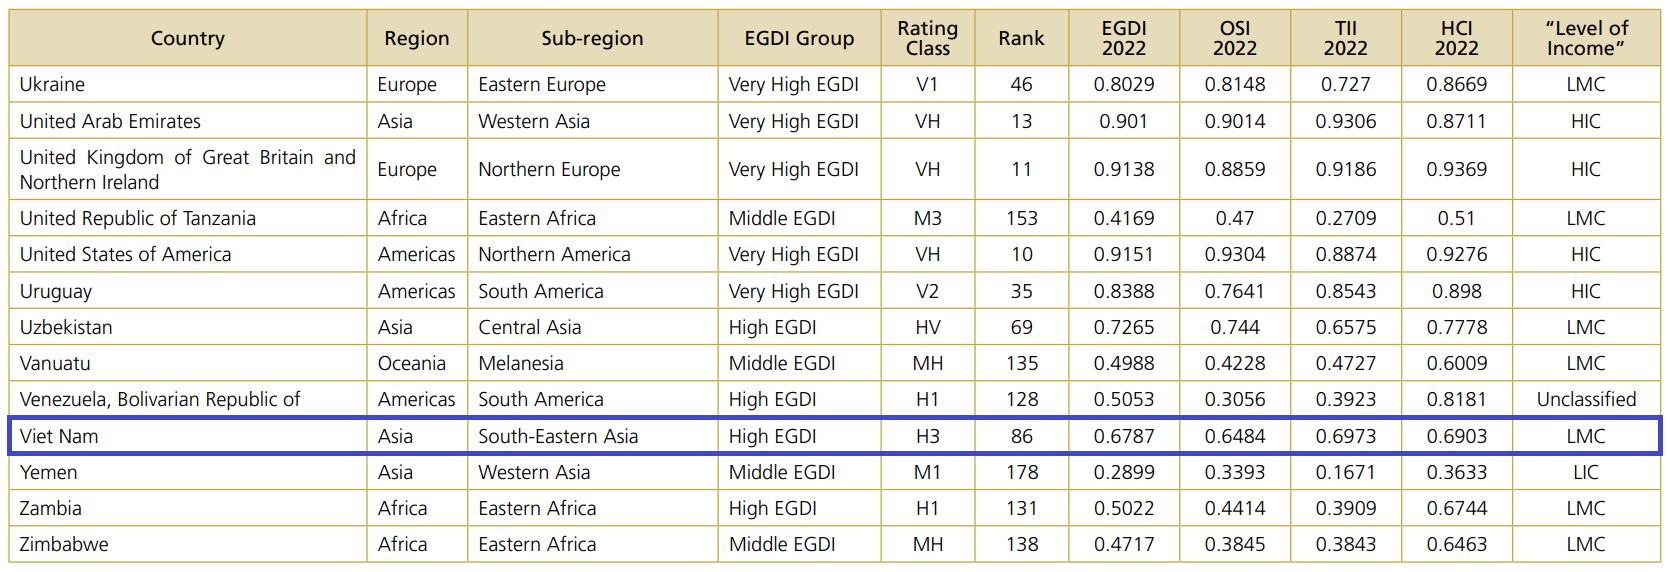 Country Region Sub-region EGDI Group Rating Class Rank EGDI 2022 OSI 2022 TII 2022 HCI 2022 “Level of Income”
Ukraine Europe Eastern Europe Very High EGDI V1 46 0.8029 0.8148 0.727 0.8669 LMC
United Arab Emirates Asia Western Asia Very High EGDI VH 13 0.901 0.9014 0.9306 0.8711 HIC
United Kingdom of Great Britain and Northern Ireland Europe Northern Europe Very High EGDI VH 11 0.9138 0.8859 0.9186 0.9369 HIC
United Republic of Tanzania Africa Eastern Africa Middle EGDI M3 153 0.4169 0.47 0.2709 0.51 LMC
United States of America Americas Northern America Very High EGDI VH 10 0.9151 0.9304 0.8874 0.9276 HIC
Uruguay Americas South America Very High EGDI V2 35 0.8388 0.7641 0.8543 0.898 HIC
Uzbekistan Asia Central Asia High EGDI HV 69 0.7265 0.744 0.6575 0.7778 LMC
Vanuatu Oceania Melanesia Middle EGDI MH 135 0.4988 0.4228 0.4727 0.6009 LMC
Venezuela, Bolivarian Republic of Americas South America High EGDI H1 128 0.5053 0.3056 0.3923 0.8181 Unclassified
Viet Nam Asia South-Eastern Asia High EGDI H3 86 0.6787 0.6484 0.6973 0.6903 LMC
Yemen Asia Western Asia Middle EGDI M1 178 0.2899 0.3393 0.1671 0.3633 LIC
Zambia Africa Eastern Africa High EGDI H1 131 0.5022 0.4414 0.3909 0.6744 LMC
Zimbabwe Africa Eastern Africa Middle EGDI MH 138 0.4717 0.3845 0.3843 0.6463 LMC